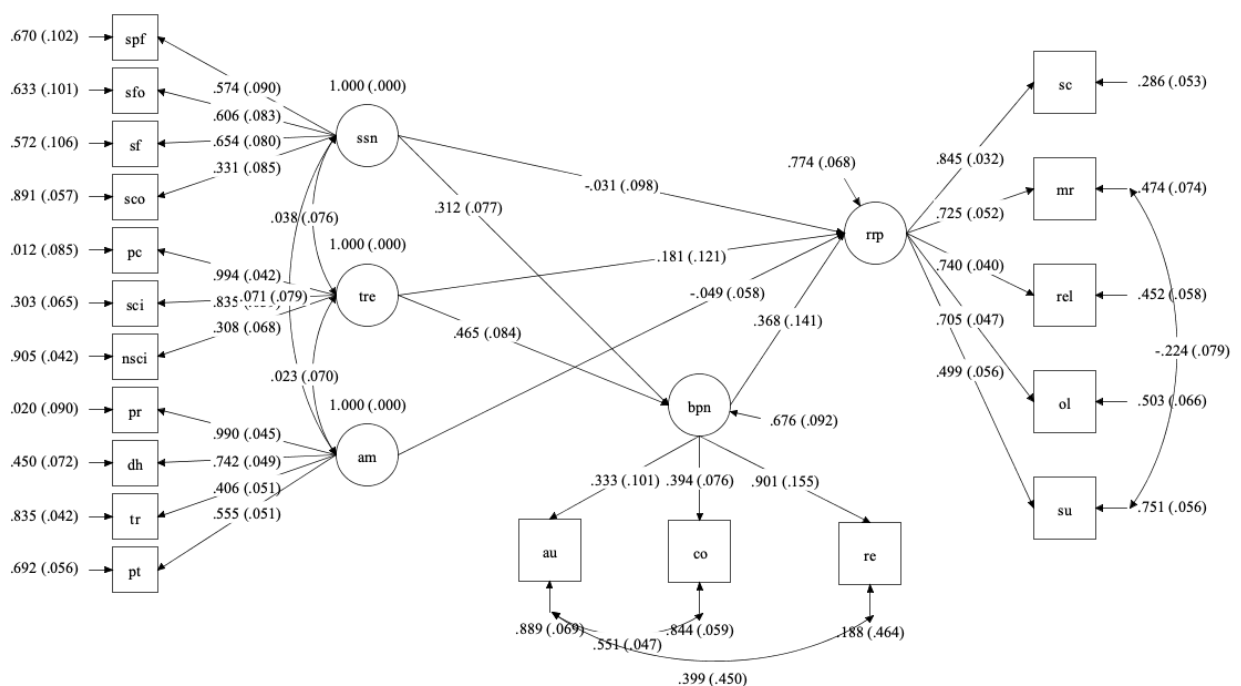 .670 (.102)
spf
.633 (.101)
sfo
.572 (.106)
sf
.891 (.057)
sco
.012 (.085)
pc
.303 (.065)
sci
.905 (.042)
nsci
.020 (.090)
pr
.450 (.072)
dh
.835 (.042)
tr
.692 (.056)
pt
.574 (.090)
.606 (.083)
.654 (.080)
.331 (.085)
.994 (.042)
.835
.308 (.068)
.990 (.045)
.742 (.049)
.406 (.051)
.555 (.051)
1.000 (.000)
ssn
.038 (.076)
1.000 (.000)
tre
.071 (.079)
.023 (.070)
1.000 (.000)
am
-.031 (.098)
.312 (.077)
.181 (.121)
-.049 (.058)
.465 (.084)
.368 (.141)
.774 (.068)
rrp
bpn
.676 (.092)
.333 (.101)
.394 (.076)
.901 (.155)
au
co
re
.889 (.069)
.844 (.059)
.188 (.464)
.551 (.047)
.399 (.450)
.845 (.032)
.725 (.052)
.740 (.040)
.705 (.047)
.499 (.056)
sc
.286 (.053)
mr
.474 (.074)
rel
.452 (.058)
-.224 (.079)
ol
.503 (.066)
su
.751 (.056)